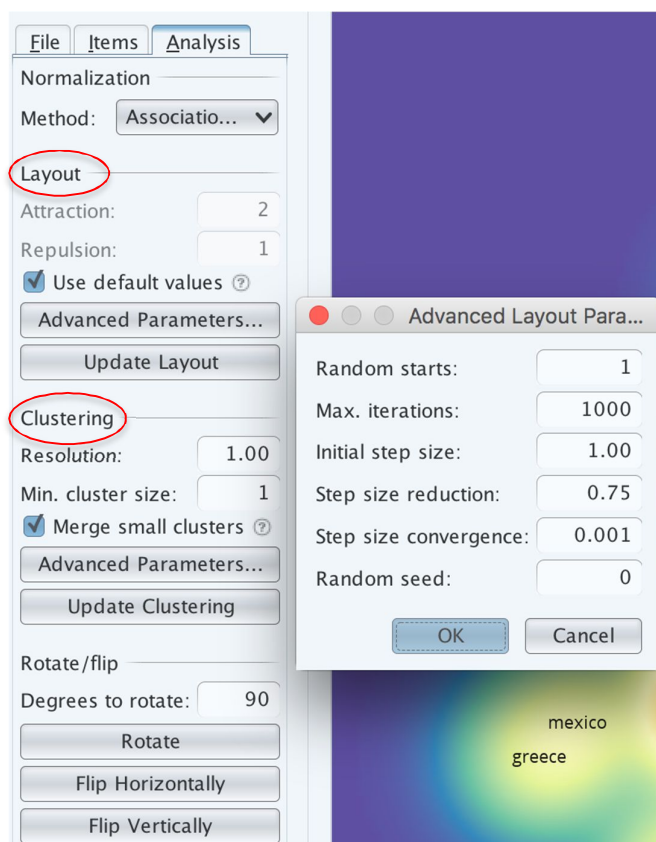 File Items Analysis
Normalization
Method: Associatio...
Layout
Attraction: 2
Repulsion: 1
Use default values ?
Advanced Parameters...
Update Layout
Clustering
Resolution: 1.00
Min. cluster size: 1
Merge small clusters ?
Advanced Parameters...
Update Clustering
Rotate/flip
Degrees to rotate: 90
Rotate
Flip Horizontally
Flip Vertically
Advanced Layout Para...
Random starts: 1
Max. iterations: 1000
Initial step size: 1.00
Step size reduction: 0.75
Step size convergence: 0.001
Random seed: 0
OK Cancel
mexico
greece